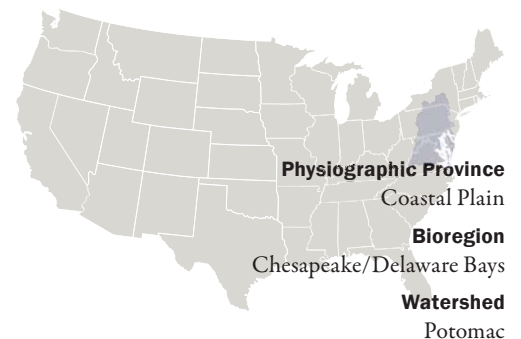 Physiographic Province
Coastal Plain
Bioregion
Chesapeake/Delaware Bays
Watershed
Potomac